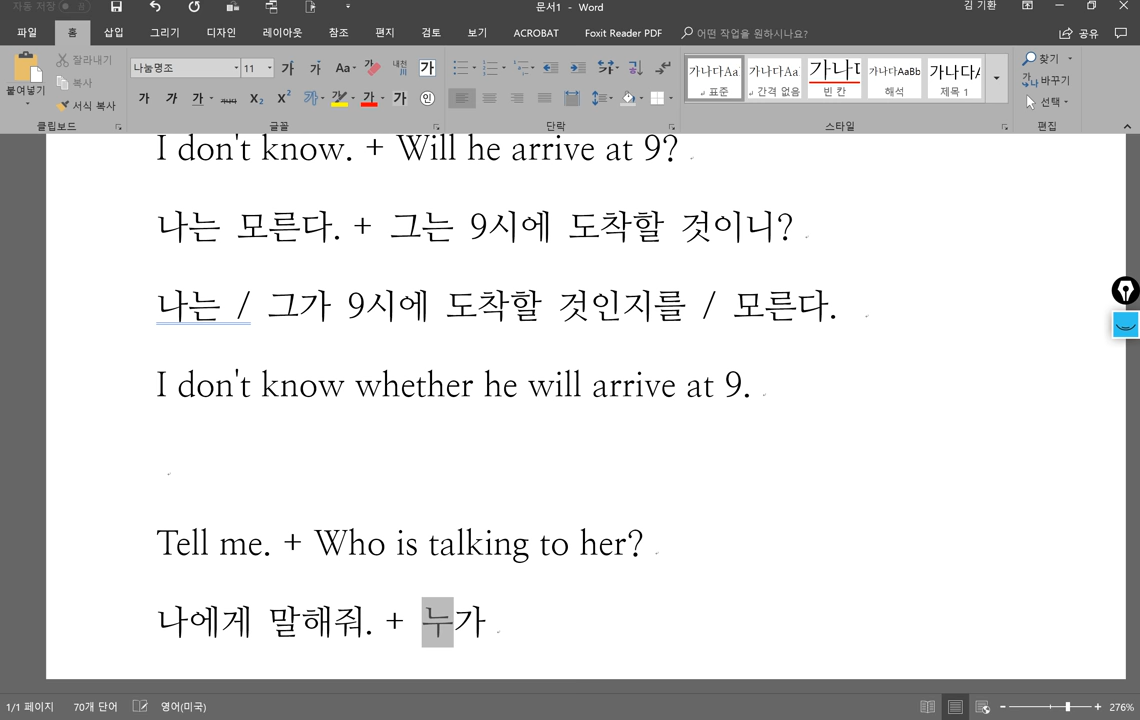 자동 저장
문서1 - Word
김 기환
파일 홈 삽입 그리기 디자인 레이아웃 참조 편지 검토 보기 ACROBAT Foxit Reader PDF 어떤 작업을 원하시나요? 공유
붙여넣기
잘라내기
복사
서식 복사
클립보드
나눔명조 11 가 가 Aa 내천 가
가 가 가 가가 X₂ X² 가 가 가 가 인
글꼴
단락
가나다Aa 가나다Aa 가나다 가나다AaBb 가나다
표준 간격 없음 빈 칸 해석 제목 1
스타일
찾기
바꾸기
선택
편집
I don't know. + Will he arrive at 9?
나는 모른다. + 그는 9시에 도착할 것이니?
나는 / 그가 9시에 도착할 것인지를 / 모른다.
I don't know whether he will arrive at 9.
Tell me. + Who is talking to her?
나에게 말해줘. + 누가
1/1 페이지 70개 단어 영어(미국) 276%